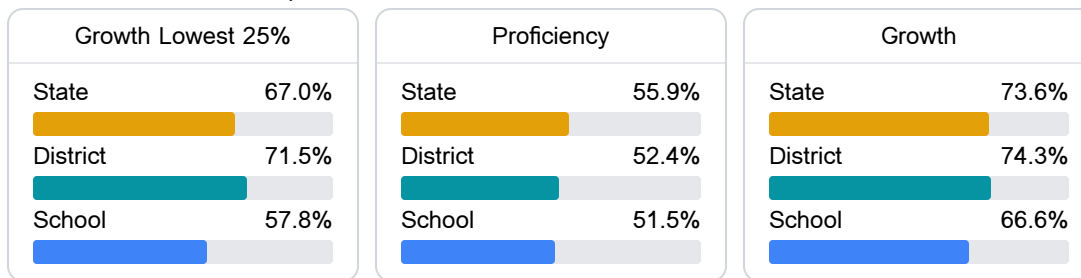 Growth Lowest 25%
State 67.0%
District 71.5%
School 57.8%
Proficiency
State 55.9%
District 52.4%
School 51.5%
Growth
State 73.6%
District 74.3%
School 66.6%